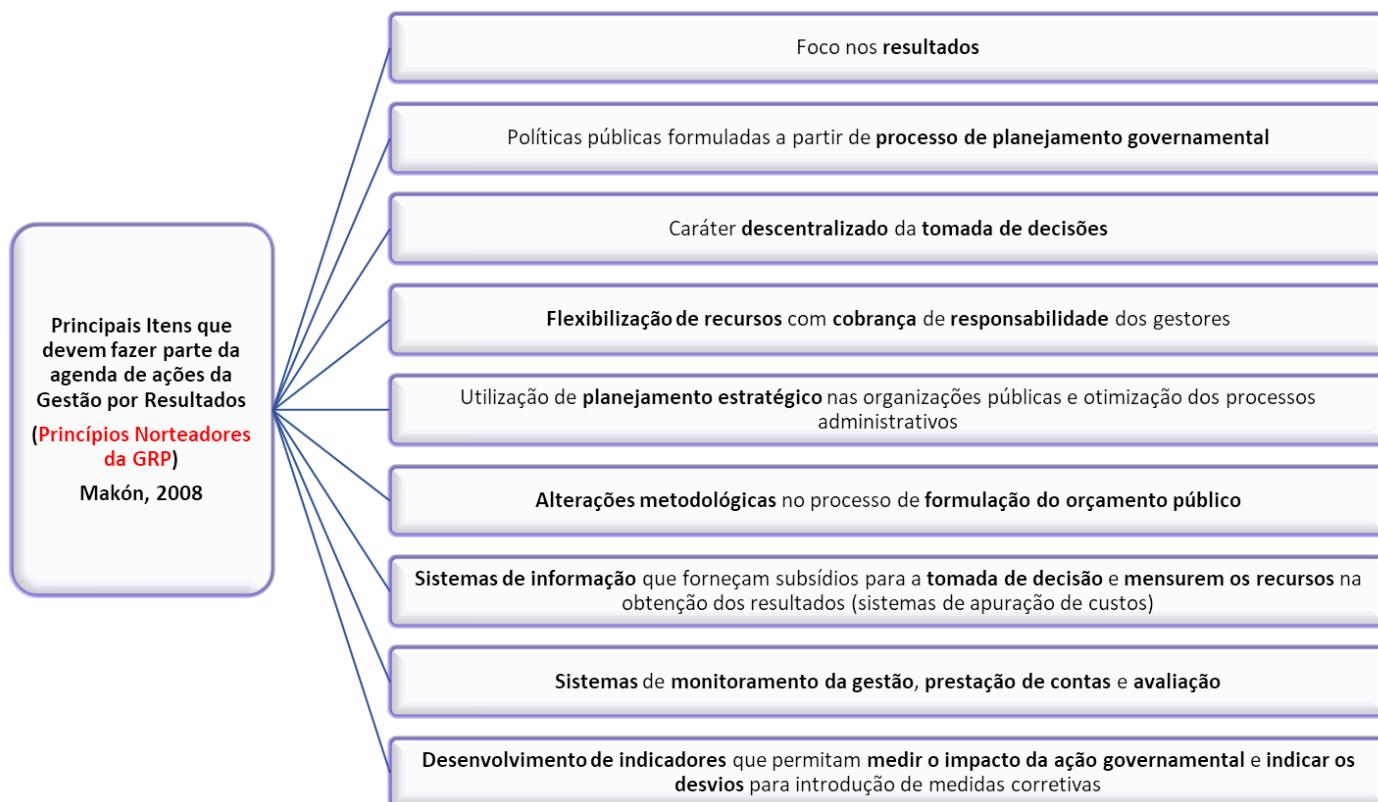 Principais Itens que
devem fazer parte da
agenda de ações da
Gestão por Resultados
(Princípios Norteadores
da GRP)
Makón, 2008
Foco nos resultados
Políticas públicas formuladas a partir de processo de planejamento governamental
Caráter descentralizado da tomada de decisões
Flexibilização de recursos com cobrança de responsabilidade dos gestores
Utilização de planejamento estratégico nas organizações públicas e otimização dos processos
administrativos
Alterações metodológicas no processo de formulação do orçamento público
Sistemas de informação que forneçam subsídios para a tomada de decisão e mensurem os recursos na
obtenção dos resultados (sistemas de apuração de custos)
Sistemas de monitoramento da gestão, prestação de contas e avaliação
Desenvolvimento de indicadores que permitam medir o impacto da ação governamental e indicar os
desvios para introdução de medidas corretivas